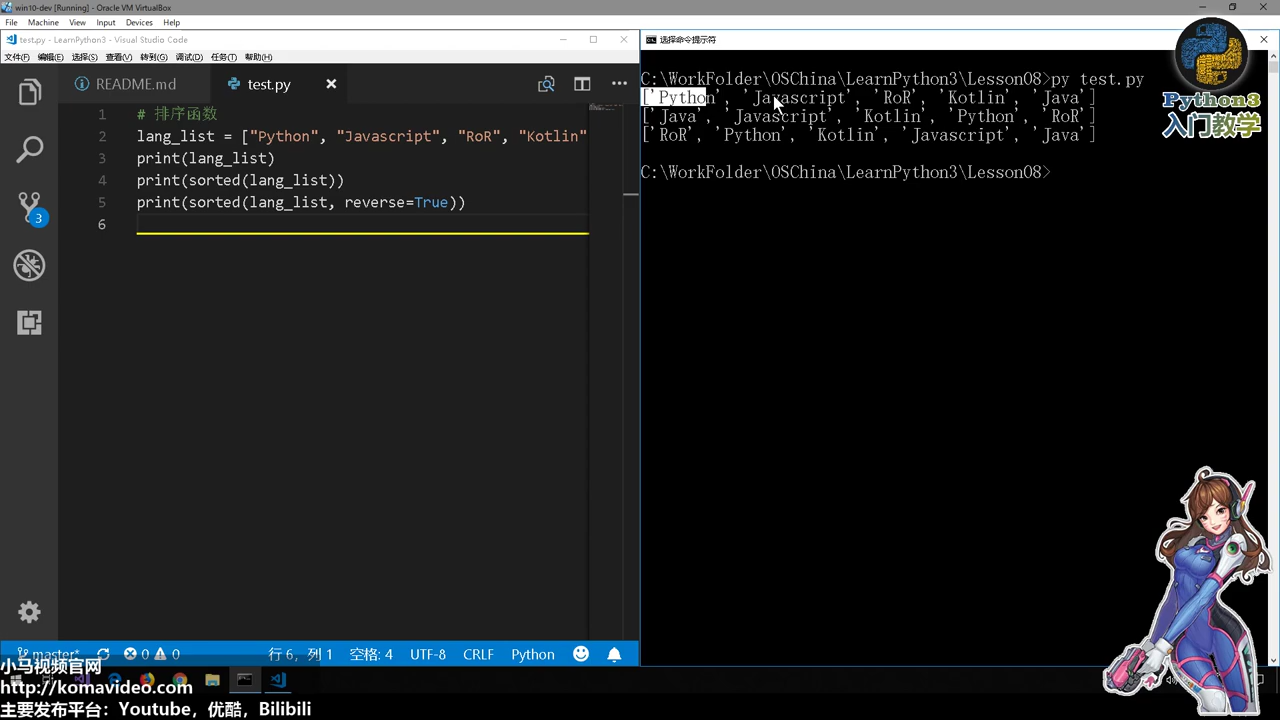 win10-dev [Running] - Oracle VM VirtualBox
File Machine View Input Devices Help
test.py - LearnPython3 - Visual Studio Code
文件(F) 编辑(E) 选择(S) 查看(V) 转到(G) 调试(D) 任务(T) 帮助(H)
README.md test.py
1 # 排序函数
2 lang_list = ["Python", "Javascript", "RoR", "Kotlin"
3 print(lang_list)
4 print(sorted(lang_list))
5 print(sorted(lang_list, reverse=True))
6
3
master* 0 0 行 6, 列 1 空格: 4 UTF-8 CRLF Python
选择命令提示符
C:\WorkFolder\OSChina\LearnPython3\Lesson08>py test.py
['Python', 'Javascript', 'RoR', 'Kotlin', 'Java']
['Java', 'Javascript', 'Kotlin', 'Python', 'RoR']
['RoR', 'Python', 'Kotlin', 'Javascript', 'Java']
C:\WorkFolder\OSChina\LearnPython3\Lesson08>
Python3
入门教学
小马视频官网
http://komavideo.com
主要发布平台：Youtube，优酷，Bilibili